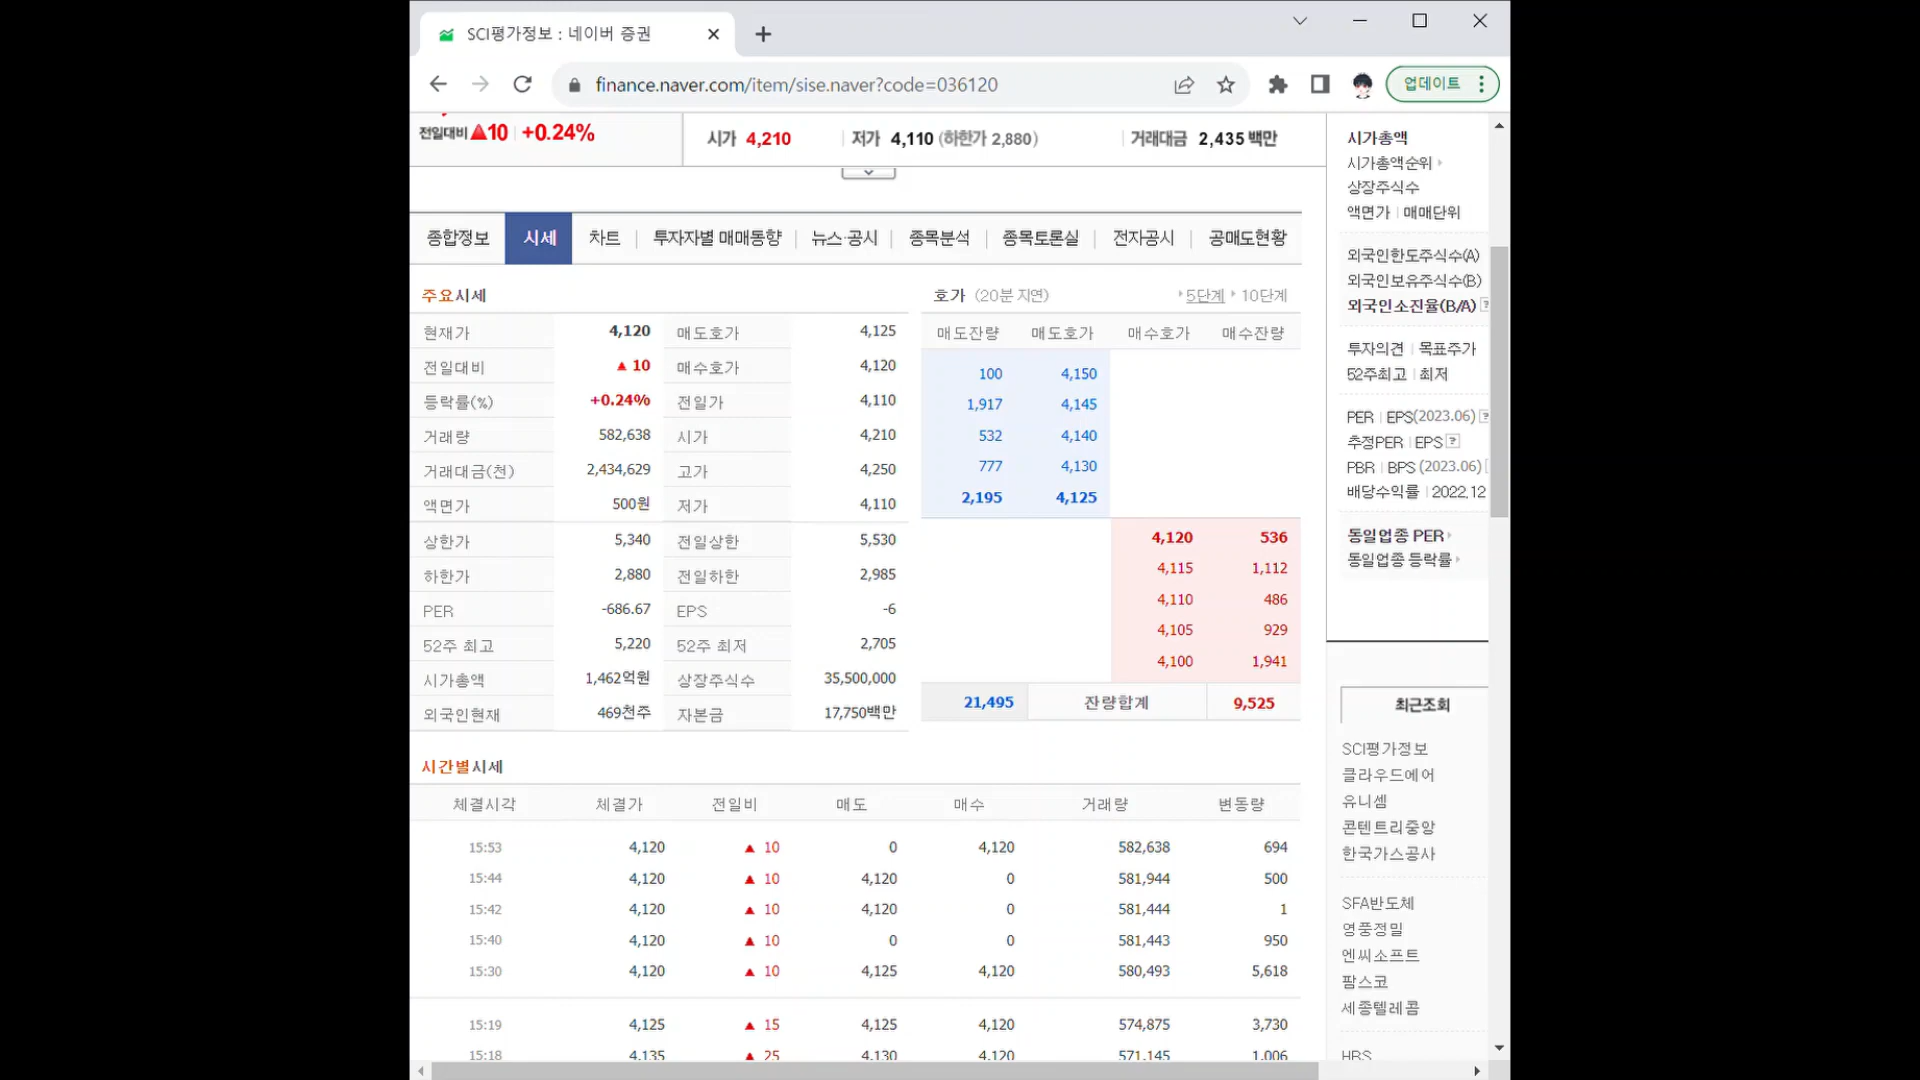 SCI평가정보 : 네이버 증권
finance.naver.com/item/sise.naver?code=036120
업데이트
전일대비 ▲10 +0.24%
시가 4,210 저가 4,110 (하한가 2,880) 거래대금 2,435 백만
종합정보 시세 차트 투자자별 매매동향 뉴스·공시 종목분석 종목토론실 전자공시 공매도현황
주요시세
현재가 4,120 매도호가 4,125
전일대비 ▲ 10 매수호가 4,120
등락률(%) +0.24% 전일가 4,110
거래량 582,638 시가 4,210
거래대금(천) 2,434,629 고가 4,250
액면가 500원 저가 4,110
상한가 5,340 전일상한 5,530
하한가 2,880 전일하한 2,985
PER -686.67 EPS -6
52주 최고 5,220 52주 최저 2,705
시가총액 1,462억원 상장주식수 35,500,000
외국인현재 469천주 자본금 17,750백만
호가 (20분 지연) 5단계 10단계
매도잔량 매도호가 매수호가 매수잔량
100 4,150
1,917 4,145
532 4,140
777 4,130
2,195 4,125
4,120 536
4,115 1,112
4,110 486
4,105 929
4,100 1,941
21,495 잔량합계 9,525
시간별시세
체결시각 체결가 전일비 매도 매수 거래량 변동량
15:53 4,120 ▲ 10 0 4,120 582,638 694
15:44 4,120 ▲ 10 4,120 0 581,944 500
15:42 4,120 ▲ 10 4,120 0 581,444 1
15:40 4,120 ▲ 10 0 0 581,443 950
15:30 4,120 ▲ 10 4,125 4,120 580,493 5,618
15:19 4,125 ▲ 15 4,125 4,120 574,875 3,730
15:18 4,135 ▲ 25 4,130 4,120 571,145 1,006
시가총액
시가총액순위
상장주식수
액면가 | 매매단위
외국인한도주식수(A)
외국인보유주식수(B)
외국인소진율(B/A) ?
투자의견 | 목표주가
52주최고 | 최저
PER | EPS(2023.06) ?
추정PER | EPS ?
PBR | BPS (2023.06)
배당수익률 | 2022.12
동일업종 PER
동일업종 등락률
최근조회
SCI평가정보
클라우드에어
유니셈
콘텐트리중앙
한국가스공사
SFA반도체
영풍정밀
엔씨소프트
팜스코
세종텔레콤
HRS